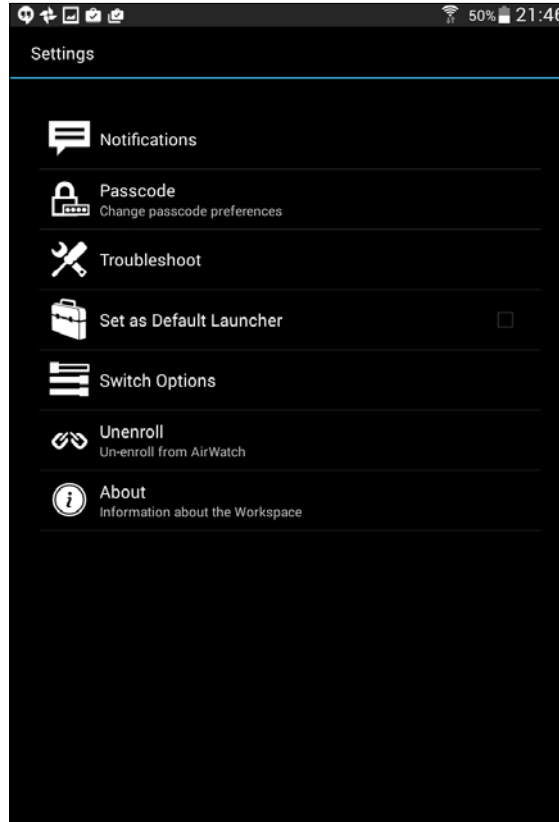 50% 21:46
Settings
Notifications
Passcode
Change passcode preferences
Troubleshoot
Set as Default Launcher
Switch Options
Unenroll
Un-enroll from AirWatch
About
Information about the Workspace